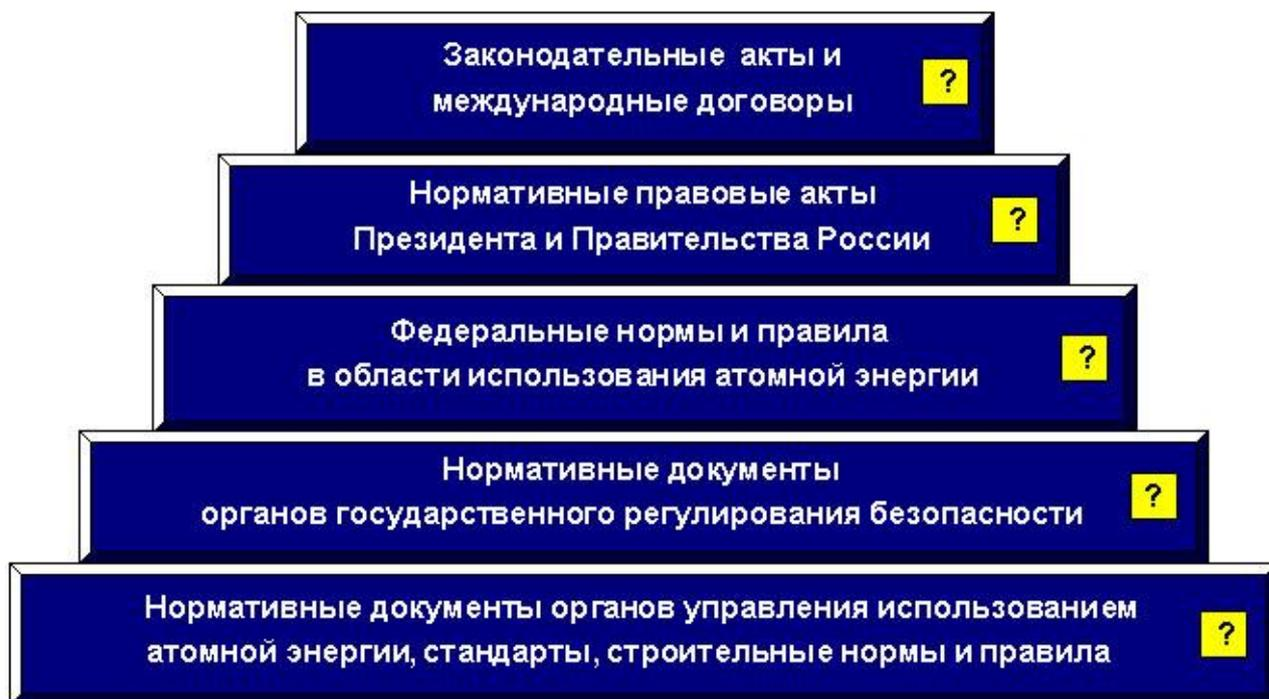 Законодательные акты и
международные договоры
?
Нормативные правовые акты
Президента и Правительства России
?
Федеральные нормы и правила
в области использования атомной энергии
?
Нормативные документы
органов государственного регулирования безопасности
?
Нормативные документы органов управления использованием
атомной энергии, стандарты, строительные нормы и правила
?